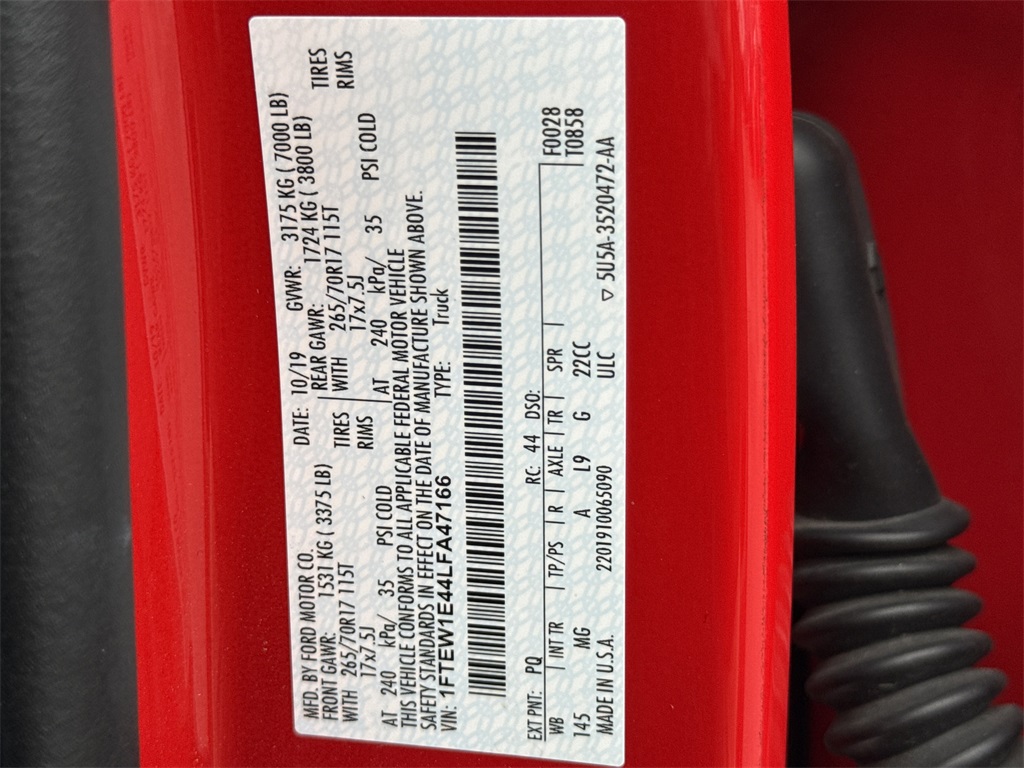 MFD. BY FORD MOTOR CO. DATE: 10/19 GVWR: 3175 KG ( 7000 LB)
FRONT GAWR: 1531 KG ( 3375 LB) REAR GAWR: 1724 KG ( 3800 LB)
WITH 265/70R17 115T TIRES WITH 265/70R17 115T TIRES
17x7.5J RIMS 17x7.5J RIMS
AT 240 kPa/ 35 PSI COLD AT 240 kPa/ 35 PSI COLD
THIS VEHICLE CONFORMS TO ALL APPLICABLE FEDERAL MOTOR VEHICLE
SAFETY STANDARDS IN EFFECT ON THE DATE OF MANUFACTURE SHOWN ABOVE.
VIN: 1FTEW1E44LFA47166 TYPE: Truck
EXT PNT: PQ RC: 44 DSO: F0028
WB INT TR TP/PS R AXLE TR SPR T0858
145 MG A L9 G 22CC
MADE IN U.S.A. 2201910065090 ULC ▽ 5U5A-3520472-AA